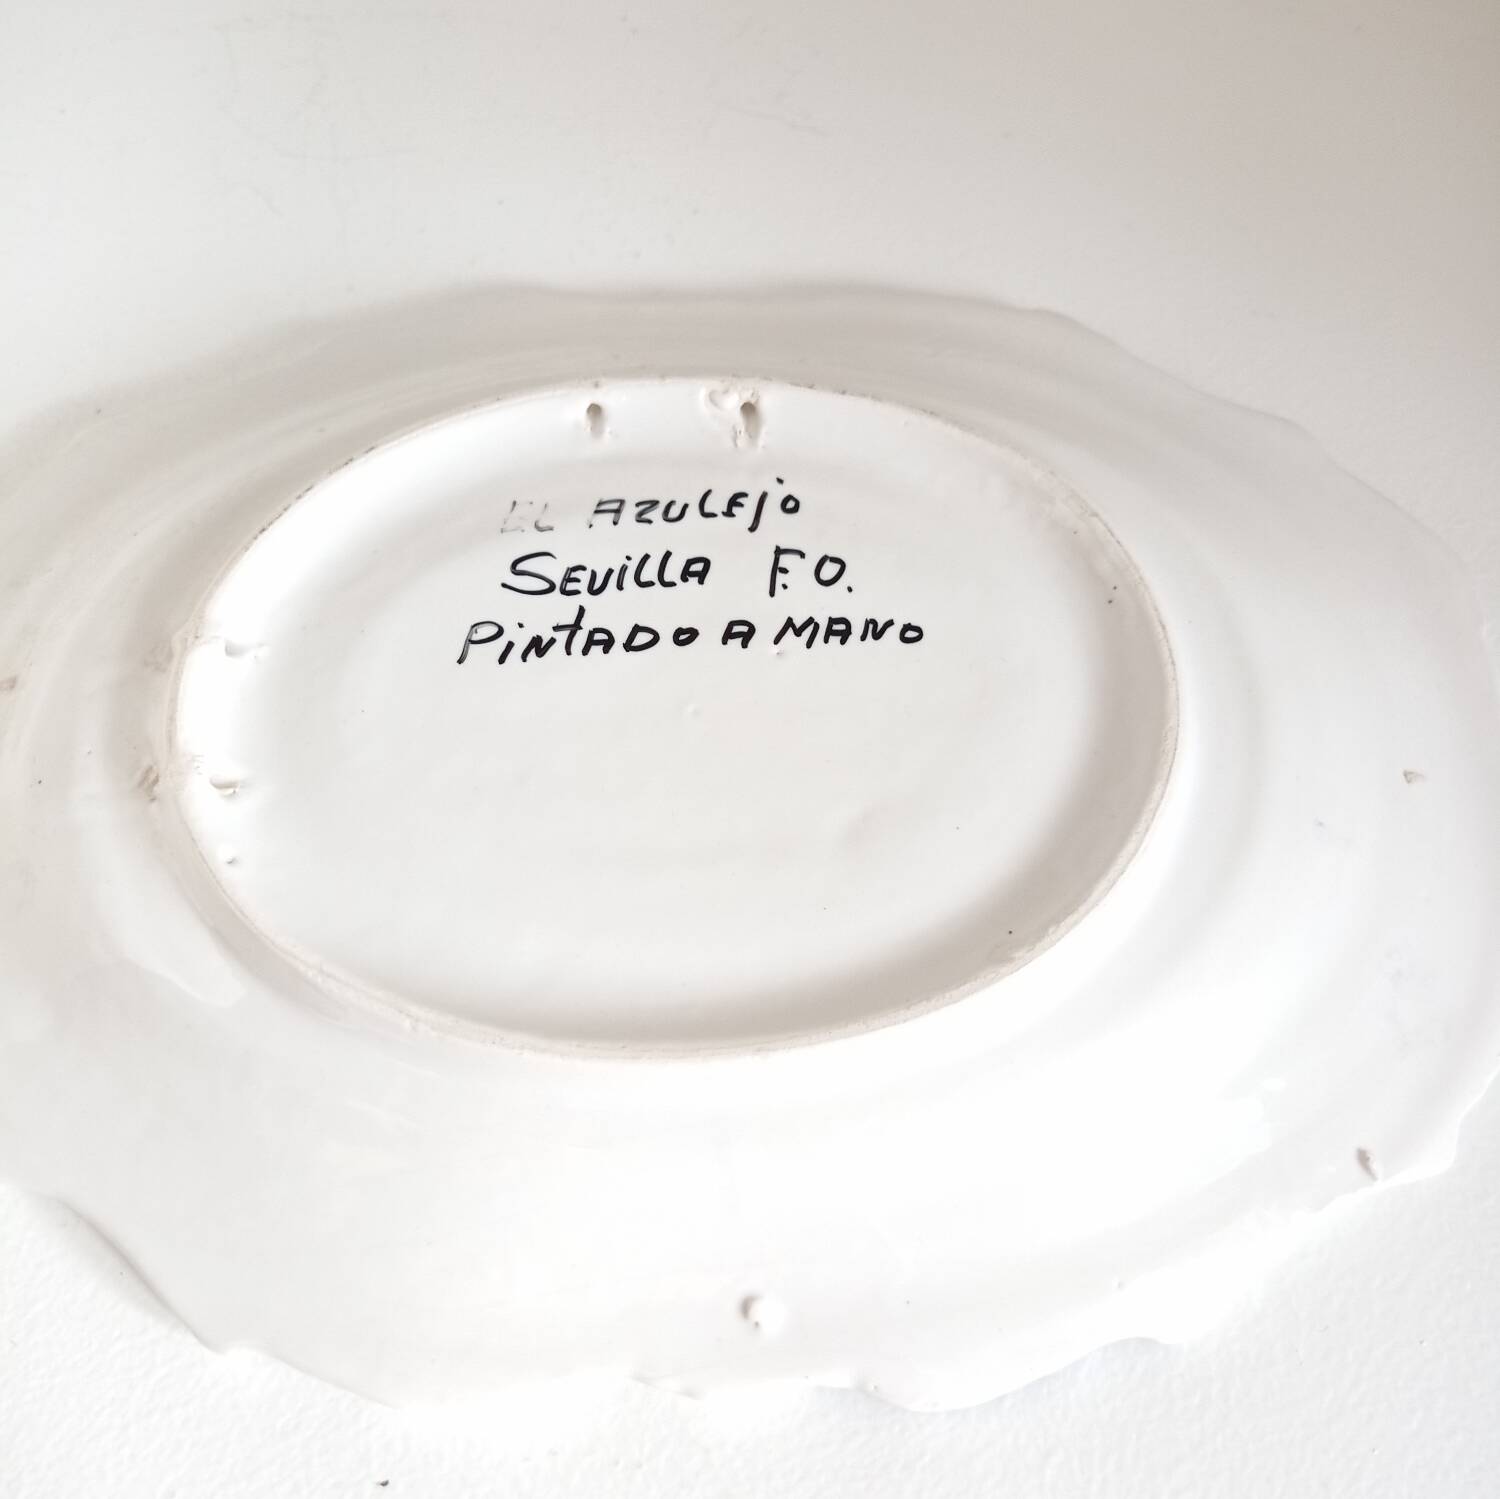 EL AZULEjO
SEViLLA F.O.
PiNtADO A MANO